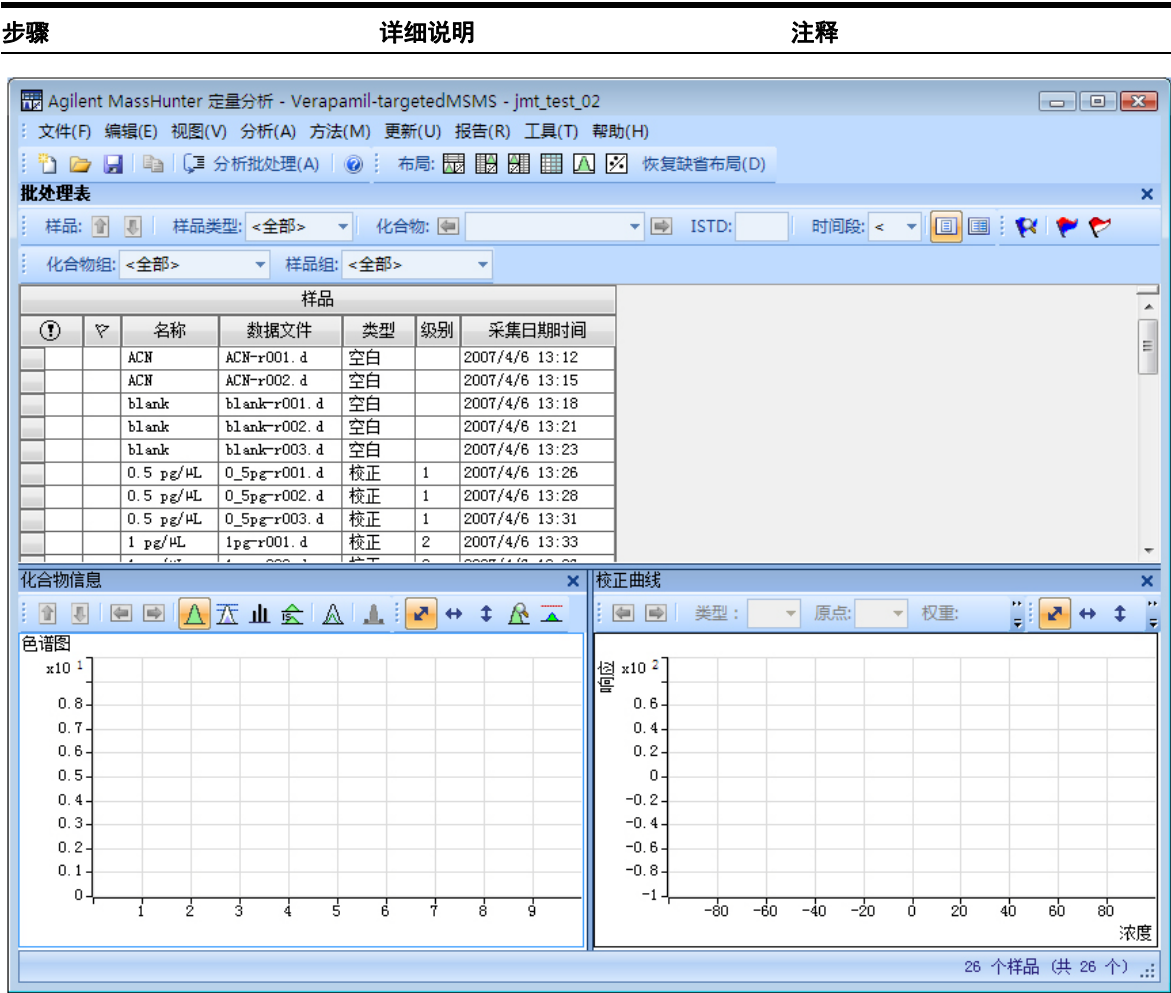 步骤 详细说明 注释
Agilent MassHunter 定量分析 - Verapamil-targetedMSMS - jmt_test_02
文件(F) 编辑(E) 视图(V) 分析(A) 方法(M) 更新(U) 报告(R) 工具(T) 帮助(H)
分析批处理(A) 布局: 恢复缺省布局(D)
批处理表
样品: 样品类型: <全部> 化合物: ISTD: 时间段: <
化合物组: <全部> 样品组: <全部>
样品
名称 数据文件 类型 级别 采集日期时间
ACN ACN-r001.d 空白 2007/4/6 13:12
ACN ACN-r002.d 空白 2007/4/6 13:15
blank blank-r001.d 空白 2007/4/6 13:18
blank blank-r002.d 空白 2007/4/6 13:21
blank blank-r003.d 空白 2007/4/6 13:23
0.5 pg/µL 0_5pg-r001.d 校正 1 2007/4/6 13:26
0.5 pg/µL 0_5pg-r002.d 校正 1 2007/4/6 13:28
0.5 pg/µL 0_5pg-r003.d 校正 1 2007/4/6 13:31
1 pg/µL 1pg-r001.d 校正 2 2007/4/6 13:33
化合物信息
色谱图
x10 1
0.8
0.7
0.6
0.5
0.4
0.3
0.2
0.1
0
1 2 3 4 5 6 7 8 9
校正曲线
类型: 原点: 权重:
响应
x10 2
0.6
0.4
0.2
0
-0.2
-0.4
-0.6
-0.8
-1
-80 -60 -40 -20 0 20 40 60 80
浓度
26 个样品 (共 26 个)